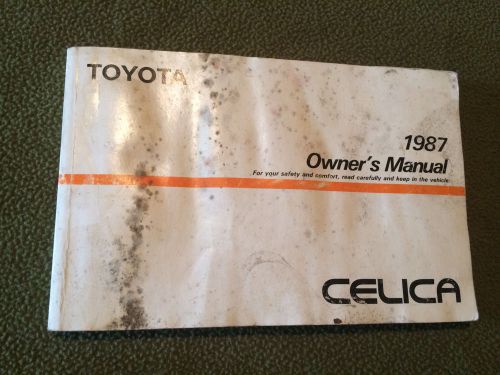 TOYOTA
1987
Owner's Manual
For your safety and comfort, read carefully and keep in the vehicle
CELICA